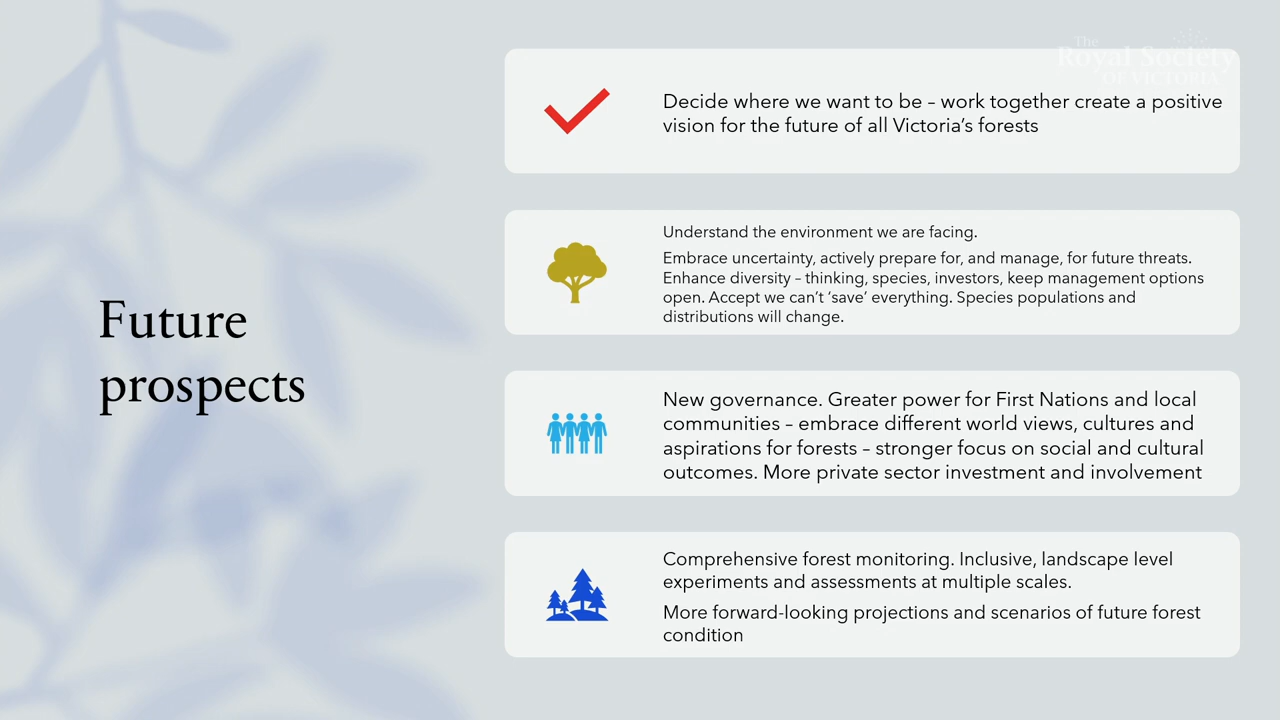 The
Royal Society
OF VICTORIA
Decide where we want to be – work together create a positive
vision for the future of all Victoria's forests
Understand the environment we are facing.
Embrace uncertainty, actively prepare for, and manage, for future threats.
Enhance diversity – thinking, species, investors, keep management options
open. Accept we can't 'save' everything. Species populations and
distributions will change.
Future
prospects
New governance. Greater power for First Nations and local
communities – embrace different world views, cultures and
aspirations for forests – stronger focus on social and cultural
outcomes. More private sector investment and involvement
Comprehensive forest monitoring. Inclusive, landscape level
experiments and assessments at multiple scales.
More forward-looking projections and scenarios of future forest
condition